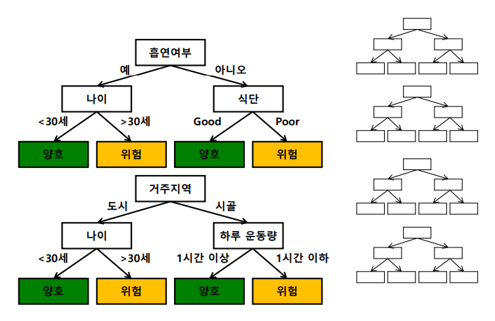 흡연여부
예 아니오
나이 식단
<30세 >30세 Good Poor
양호 위험 양호 위험
거주지역
도시 시골
나이 하루 운동량
<30세 >30세 1시간 이상 1시간 이하
양호 위험 양호 위험